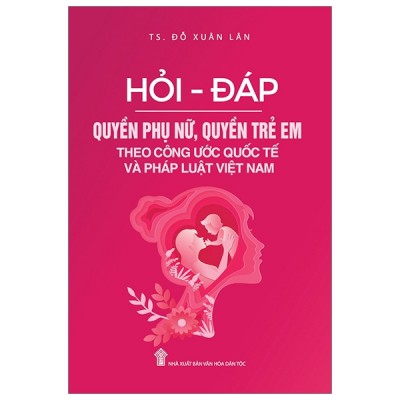 TS. ĐỖ XUÂN LÂN
HỎI - ĐÁP
QUYỀN PHỤ NỮ, QUYỀN TRẺ EM
THEO CÔNG ƯỚC QUỐC TẾ
VÀ PHÁP LUẬT VIỆT NAM
NHÀ XUẤT BẢN VĂN HÓA DÂN TỘC